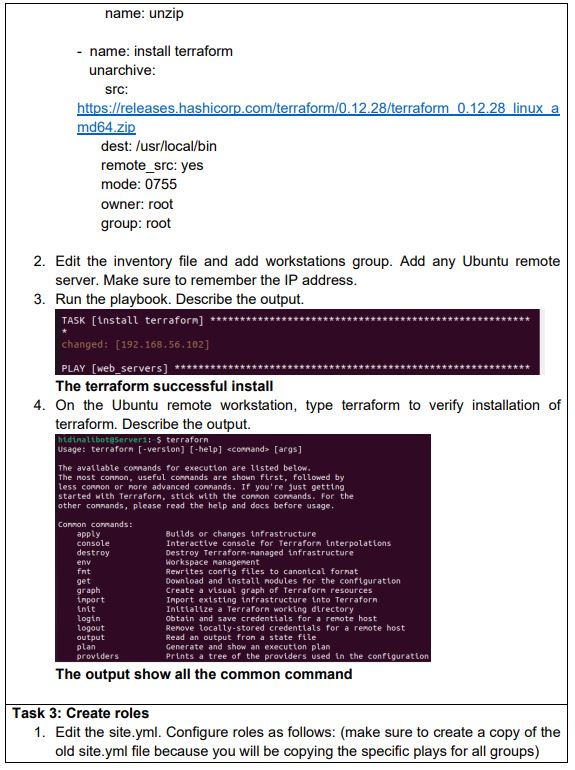 name: unzip
- name: install terraform
unarchive:
src:
https://releases.hashicorp.com/terraform/0.12.28/terraform_0.12.28_linux_a
md64.zip
dest: /usr/local/bin
remote_src: yes
mode: 0755
owner: root
group: root
2. Edit the inventory file and add workstations group. Add any Ubuntu remote
server. Make sure to remember the IP address.
3. Run the playbook. Describe the output.
TASK [install terraform] *******************************************************
*
changed: [192.168.56.102]
PLAY [web_servers] *************************************************************
The terraform successful install
4. On the Ubuntu remote workstation, type terraform to verify installation of
terraform. Describe the output.
hidimalibot@Server1:~$ terraform
Usage: terraform [-version] [-help] <command> [args]
The available commands for execution are listed below.
The most common, useful commands are shown first, followed by
less common or more advanced commands. If you're just getting
started with Terraform, stick with the common commands. For the
other commands, please read the help and docs before usage.
Common commands:
apply Builds or changes infrastructure
console Interactive console for Terraform interpolations
destroy Destroy Terraform-managed infrastructure
env Workspace management
fmt Rewrites config files to canonical format
get Download and install modules for the configuration
graph Create a visual graph of Terraform resources
import Import existing infrastructure into Terraform
init Initialize a Terraform working directory
login Obtain and save credentials for a remote host
logout Remove locally-stored credentials for a remote host
output Read an output from a state file
plan Generate and show an execution plan
providers Prints a tree of the providers used in the configuration
The output show all the common command
Task 3: Create roles
1. Edit the site.yml. Configure roles as follows: (make sure to create a copy of the
old site.yml file because you will be copying the specific plays for all groups)